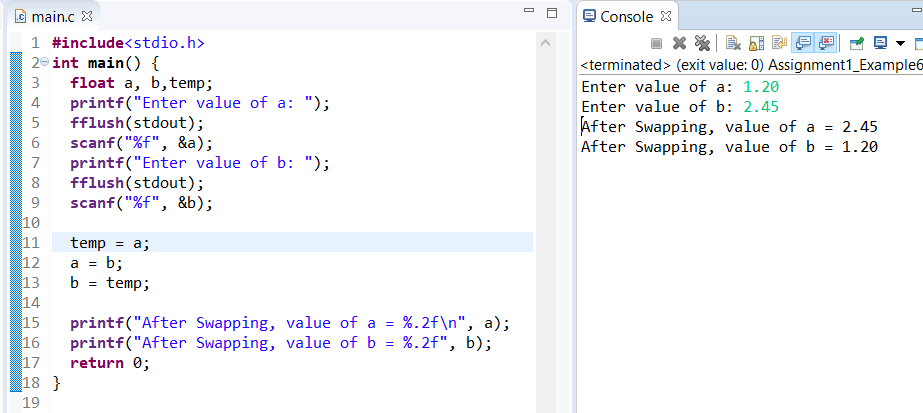 main.c
1 #include<stdio.h>
2 int main() {
3 float a, b,temp;
4 printf("Enter value of a: ");
5 fflush(stdout);
6 scanf("%f", &a);
7 printf("Enter value of b: ");
8 fflush(stdout);
9 scanf("%f", &b);
10
11 temp = a;
12 a = b;
13 b = temp;
14
15 printf("After Swapping, value of a = %.2f\n", a);
16 printf("After Swapping, value of b = %.2f", b);
17 return 0;
18 }
19
Console
<terminated> (exit value: 0) Assignment1_Example6
Enter value of a: 1.20
Enter value of b: 2.45
After Swapping, value of a = 2.45
After Swapping, value of b = 1.20